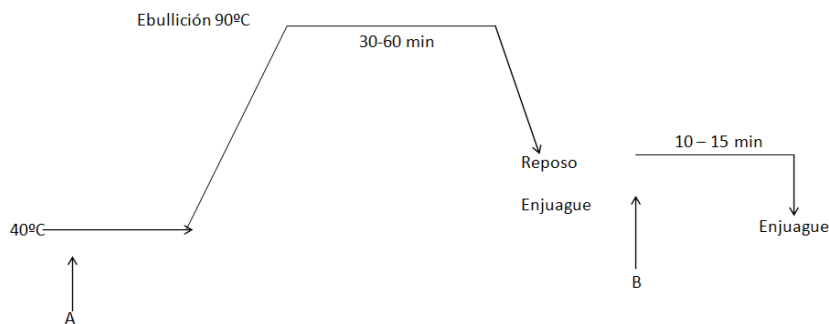 Ebullición 90ºC
30-60 min
10 – 15 min
Reposo
Enjuague
40ºC
Enjuague
B
A